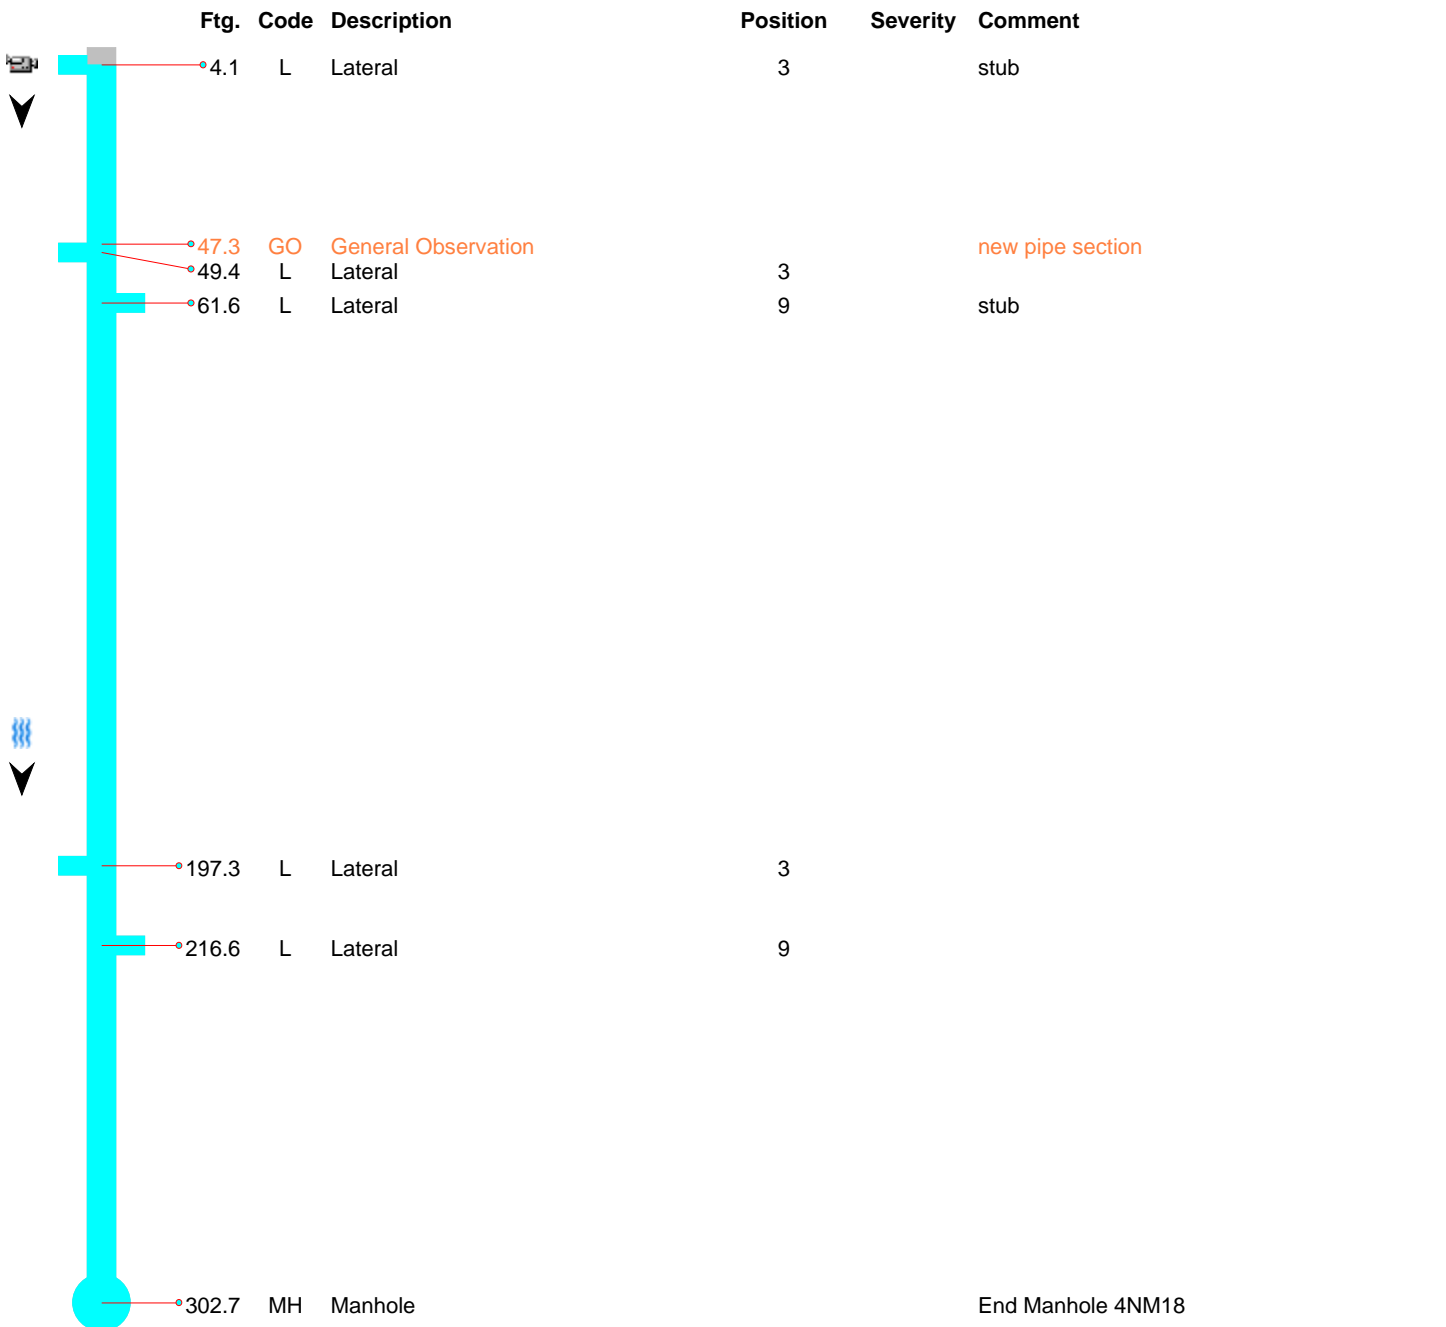 Ftg. Code Description Position Severity Comment
4.1 L Lateral 3 stub
47.3 GO General Observation new pipe section
49.4 L Lateral 3
61.6 L Lateral 9 stub
197.3 L Lateral 3
216.6 L Lateral 9
302.7 MH Manhole End Manhole 4NM18